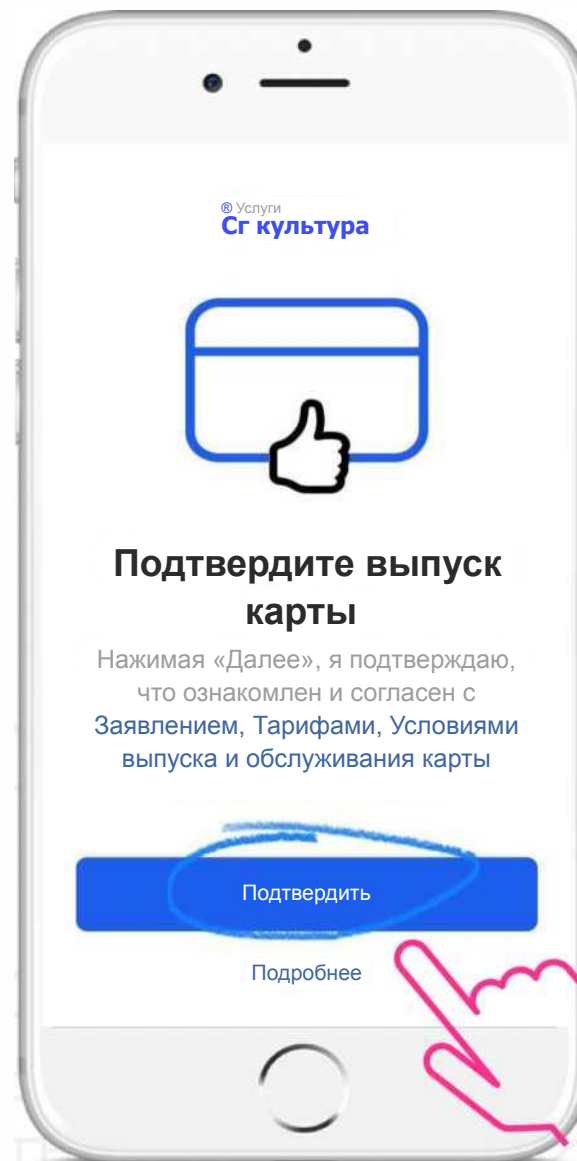 ® Услуги
Сг культура
Подтвердите выпуск
карты
Нажимая «Далее», я подтверждаю,
что ознакомлен и согласен с
Заявлением, Тарифами, Условиями
выпуска и обслуживания карты
Подтвердить
Подробнее